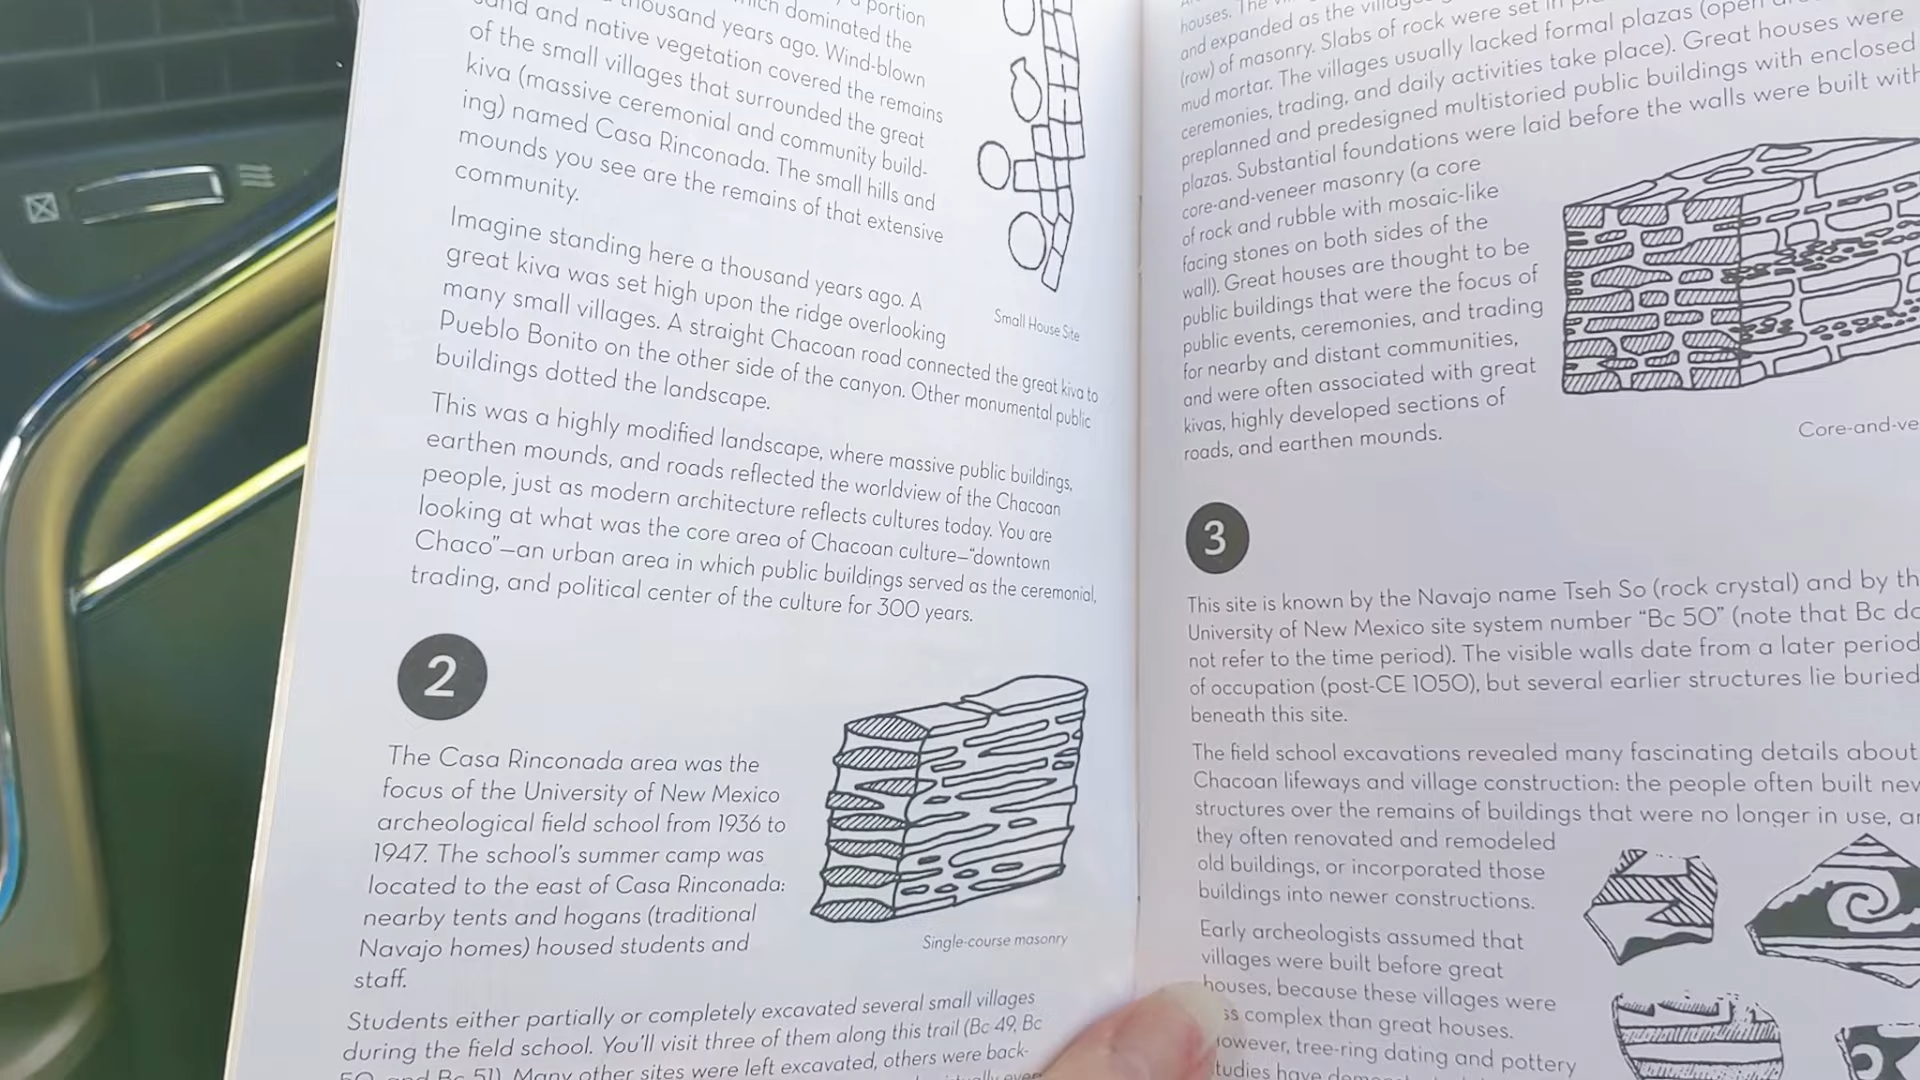 portion
which dominated the
thousand years ago. Wind-blown
and native vegetation covered the remains
of the small villages that surrounded the great
kiva (massive ceremonial and community build-
ing) named Casa Rinconada. The small hills and
mounds you see are the remains of that extensive
community.
Small House Site
Imagine standing here a thousand years ago. A
great kiva was set high upon the ridge overlooking
many small villages. A straight Chacoan road connected the great kiva to
Pueblo Bonito on the other side of the canyon. Other monumental public
buildings dotted the landscape.
This was a highly modified landscape, where massive public buildings,
earthen mounds, and roads reflected the worldview of the Chacoan
people, just as modern architecture reflects cultures today. You are
looking at what was the core area of Chacoan culture—“downtown
Chaco”—an urban area in which public buildings served as the ceremonial,
trading, and political center of the culture for 300 years.
2
The Casa Rinconada area was the
focus of the University of New Mexico
archeological field school from 1936 to
1947. The school's summer camp was
located to the east of Casa Rinconada;
nearby tents and hogans (traditional
Navajo homes) housed students and
staff.
Single-course masonry
Students either partially or completely excavated several small villages
during the field school. You'll visit three of them along this trail (Bc 49, Bc
50, and Bc 51). Many other sites were left excavated, others were back-
houses. The
and expanded as the village
(row) of masonry. Slabs of rock were set in
mud mortar. The villages usually lacked formal plazas (open
ceremonies, trading, and daily activities take place). Great houses were
preplanned and predesigned multistoried public buildings with enclosed
plazas. Substantial foundations were laid before the walls were built with
core-and-veneer masonry (a core
of rock and rubble with mosaic-like
facing stones on both sides of the
wall). Great houses are thought to be
public buildings that were the focus of
public events, ceremonies, and trading
for nearby and distant communities,
and were often associated with great
kivas, highly developed sections of
roads, and earthen mounds.
Core-and-ve
3
This site is known by the Navajo name Tseh So (rock crystal) and by th
University of New Mexico site system number “Bc 50” (note that Bc do
not refer to the time period). The visible walls date from a later period
of occupation (post-CE 1050), but several earlier structures lie buried
beneath this site.
The field school excavations revealed many fascinating details about
Chacoan lifeways and village construction: the people often built new
structures over the remains of buildings that were no longer in use, an
they often renovated and remodeled
old buildings, or incorporated those
buildings into newer constructions.
Early archeologists assumed that
villages were built before great
houses, because these villages were
ss complex than great houses.
owever, tree-ring dating and pottery
tudies have